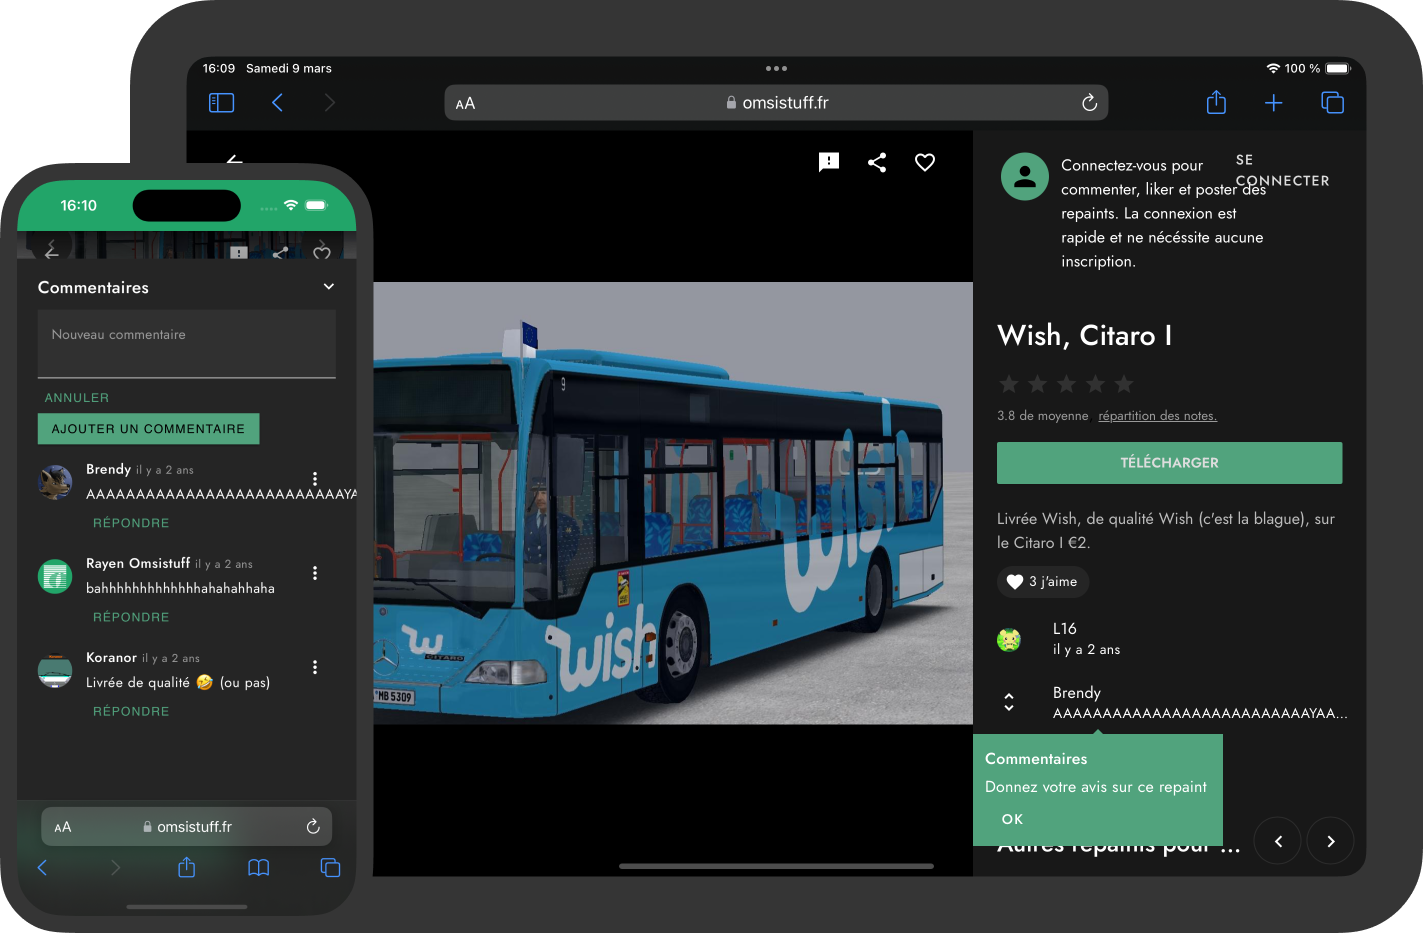 16:09 Samedi 9 mars
100 %
AA
omsistuff.fr
Connectez-vous pour
commenter, liker et poster des
repaints. La connexion est
rapide et ne nécéssite aucune
inscription.
SE
CONNECTER
Wish, Citaro I
3.8 de moyenne répartition des notes.
TÉLÉCHARGER
Livrée Wish, de qualité Wish (c'est la blague), sur
le Citaro I €2.
3 j'aime
L16
il y a 2 ans
Brendy
AAAAAAAAAAAAAAAAAAAAAAAAAAYAA...
Commentaires
Donnez votre avis sur ce repaint
OK
Autres repaints pour ...
9
wish
wish
w
CITARO
MB 5309
16:10
Commentaires
Nouveau commentaire
ANNULER
AJOUTER UN COMMENTAIRE
Brendy il y a 2 ans
AAAAAAAAAAAAAAAAAAAAAAAAAAYA
RÉPONDRE
Rayen Omsistuff il y a 2 ans
bahhhhhhhhhhhhahahahhaha
RÉPONDRE
Koranor il y a 2 ans
Livrée de qualité 🤣 (ou pas)
RÉPONDRE
AA
omsistuff.fr